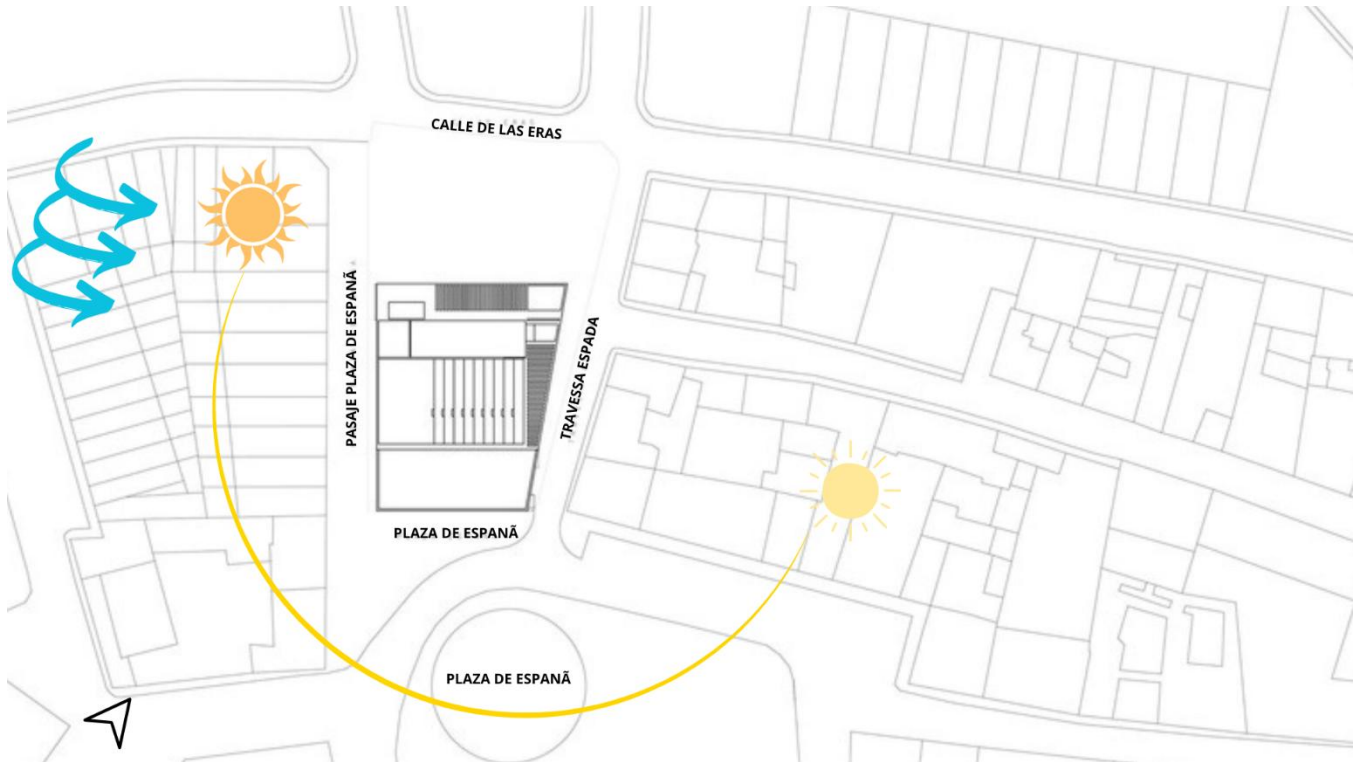 CALLE DE LAS ERAS
PASAJE PLAZA DE ESPANÃ
TRAVESSA ESPADA
PLAZA DE ESPANÃ
PLAZA DE ESPANÃ